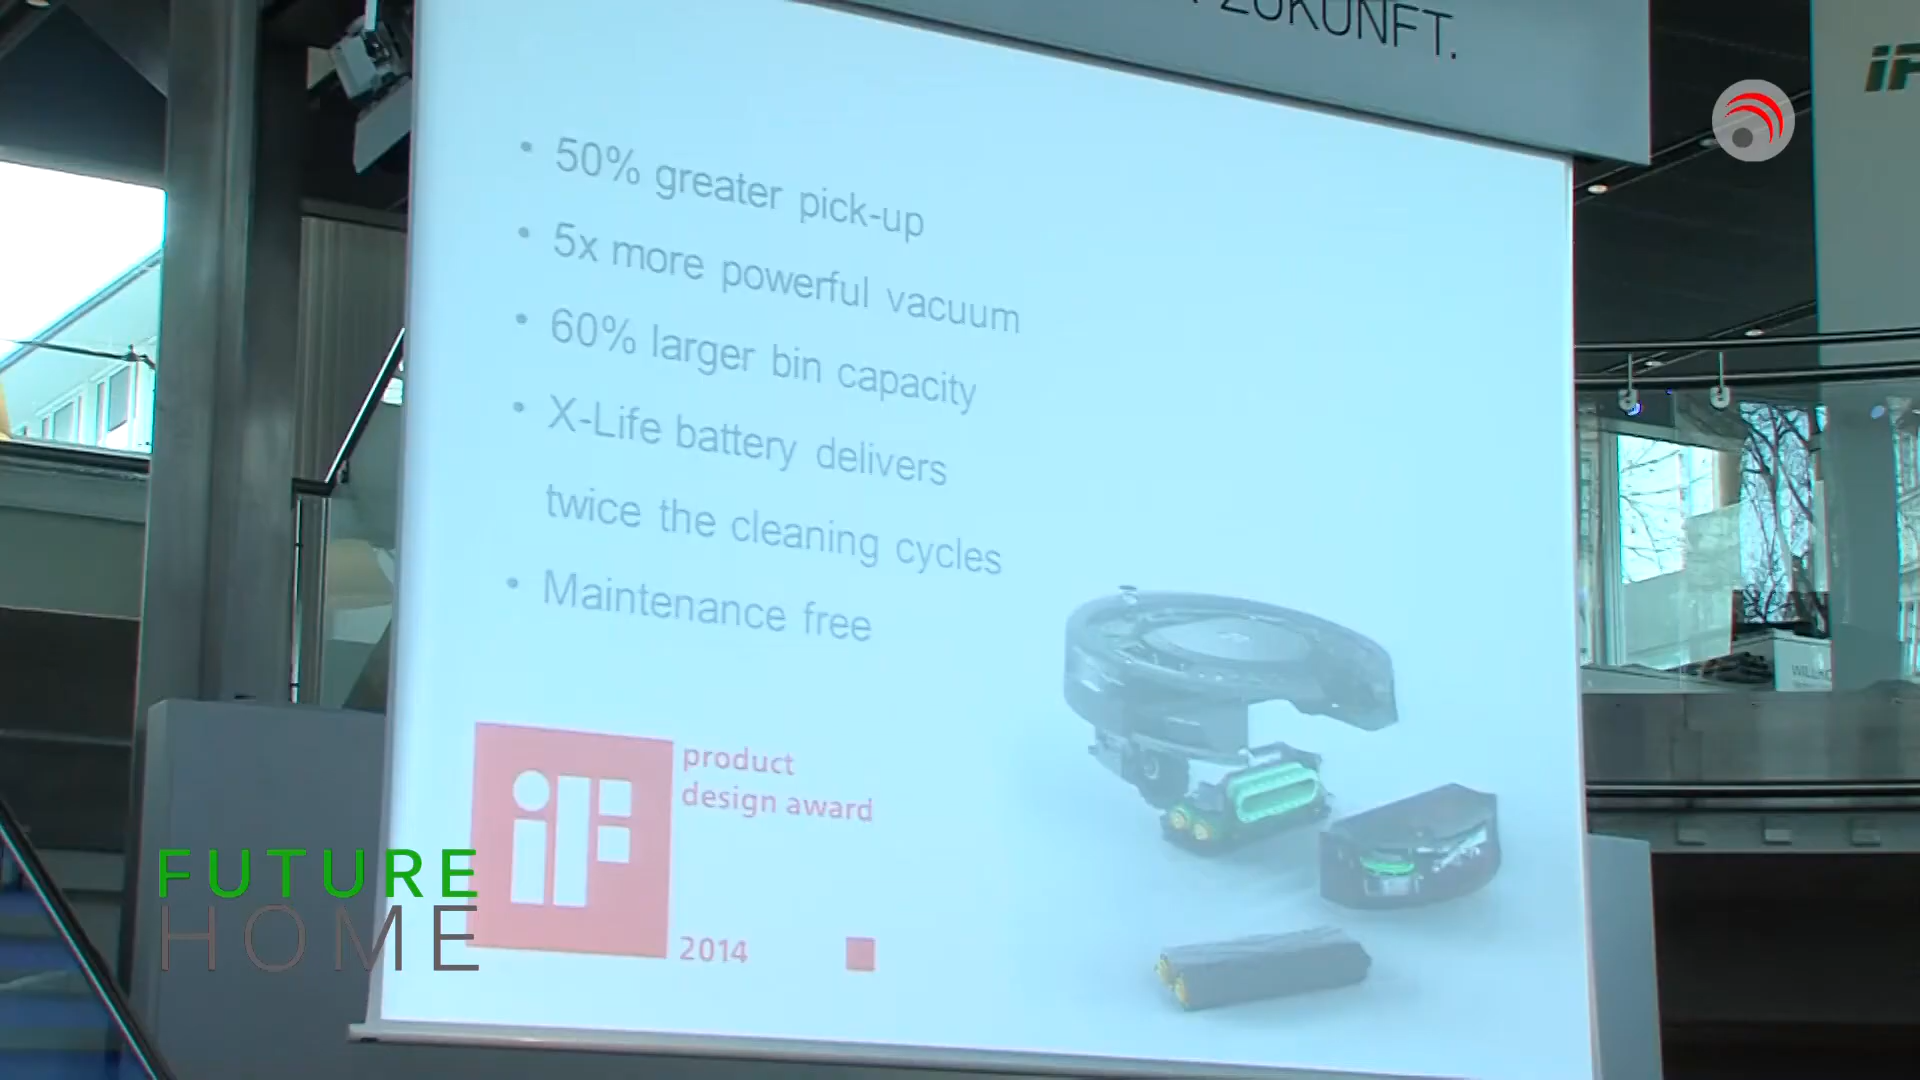 ZUKUNFT.
• 50% greater pick-up
• 5x more powerful vacuum
• 60% larger bin capacity
• X-Life battery delivers
twice the cleaning cycles
• Maintenance free
iF
product
design award
2014
FUTURE
HOME